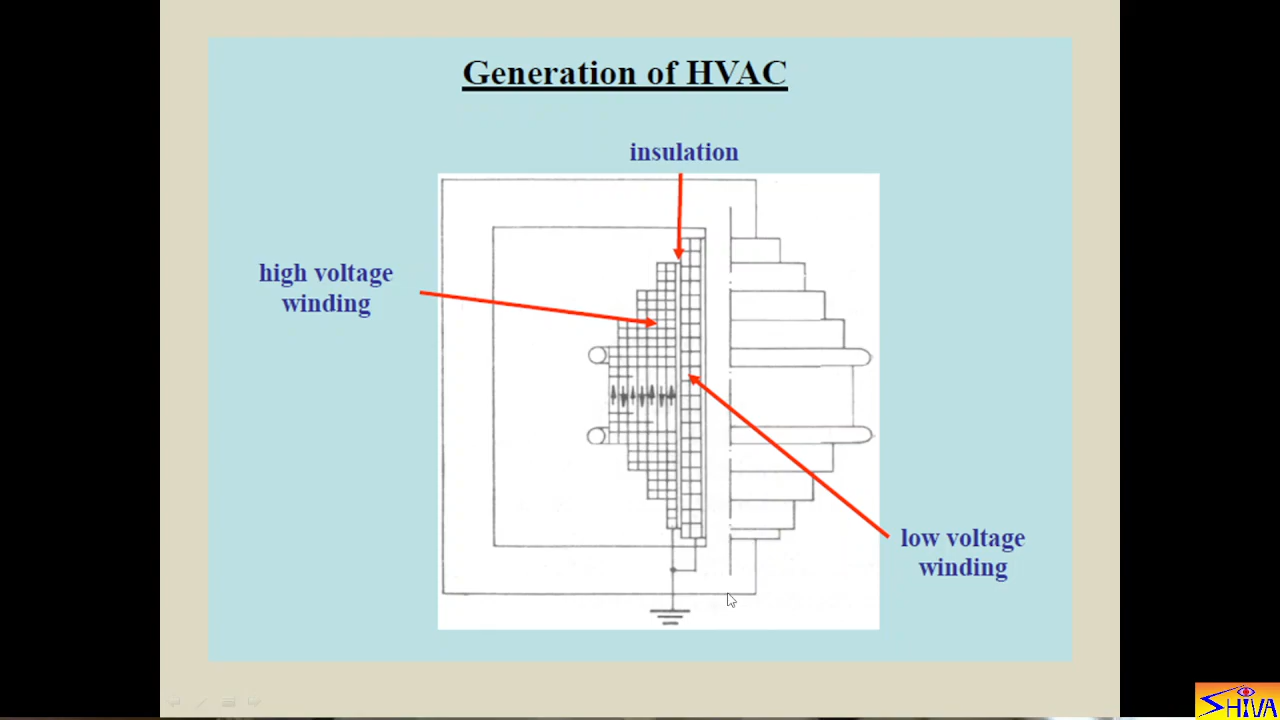 Generation of HVAC
insulation
high voltage
winding
low voltage
winding
SHIVA